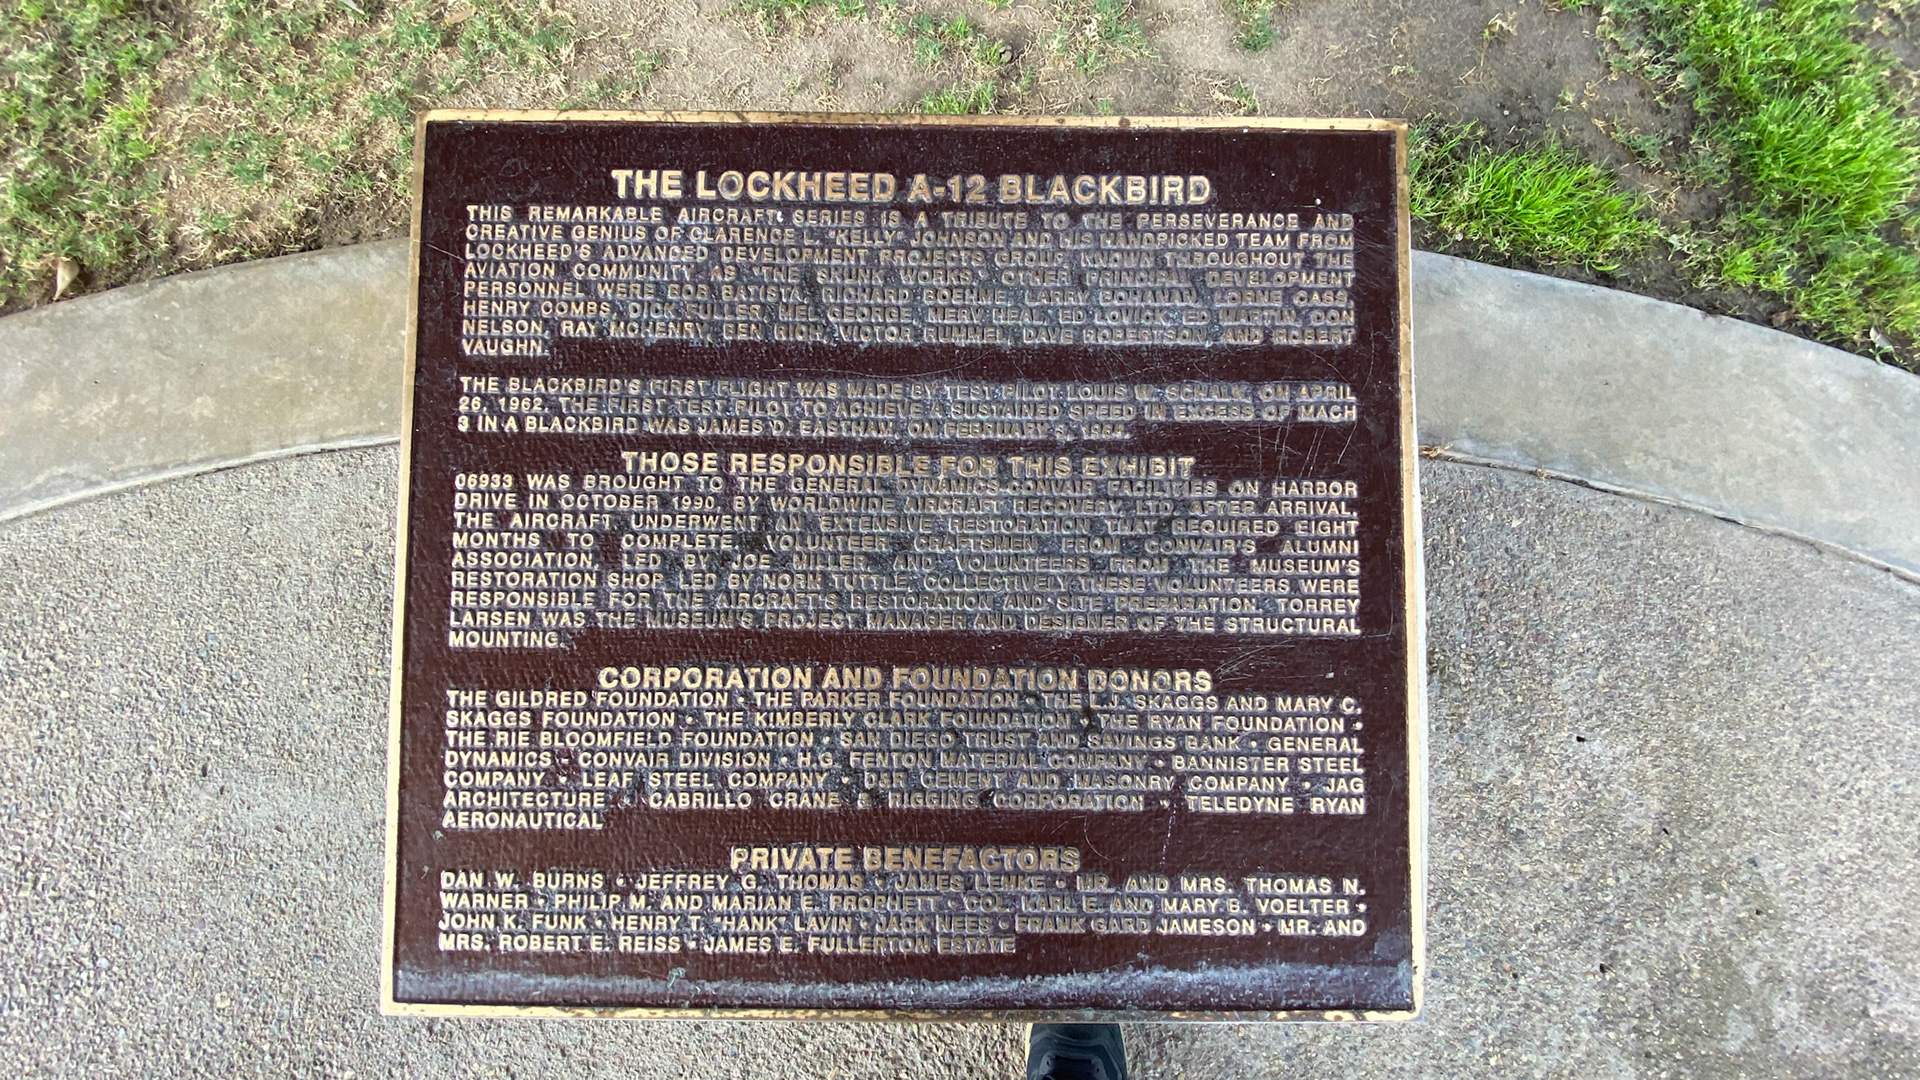 THE LOCKHEED A-12 BLACKBIRD
THIS REMARKABLE AIRCRAFT SERIES IS A TRIBUTE TO THE PERSEVERANCE AND
CREATIVE GENIUS OF CLARENCE L. "KELLY" JOHNSON AND HIS HANDPICKED TEAM FROM
LOCKHEED'S ADVANCED DEVELOPMENT PROJECTS GROUP, KNOWN THROUGHOUT THE
AVIATION COMMUNITY AS "THE SKUNK WORKS." OTHER PRINCIPAL DEVELOPMENT
PERSONNEL WERE BOB BATISTA, RICHARD BOEHME, LARRY BOHANAN, LORNE CASS,
HENRY COMBS, DICK FULLER, MEL GEORGE, MERV HEAL, ED LOVICK, ED MARTIN, DON
NELSON, RAY MCHENRY, BEN RICH, VICTOR RUMMEL, DAVE ROBERTSON, AND ROBERT
VAUGHN.
THE BLACKBIRD'S FIRST FLIGHT WAS MADE BY TEST PILOT LOUIS W. SCHALK, ON APRIL
26, 1962. THE FIRST TEST PILOT TO ACHIEVE A SUSTAINED SPEED IN EXCESS OF MACH
3 IN A BLACKBIRD WAS JAMES D. EASTHAM, ON FEBRUARY 3, 1964.
THOSE RESPONSIBLE FOR THIS EXHIBIT
06933 WAS BROUGHT TO THE GENERAL DYNAMICS-CONVAIR FACILITIES ON HARBOR
DRIVE IN OCTOBER 1990, BY WORLDWIDE AIRCRAFT RECOVERY, LTD. AFTER ARRIVAL,
THE AIRCRAFT UNDERWENT AN EXTENSIVE RESTORATION THAT REQUIRED EIGHT
MONTHS TO COMPLETE. VOLUNTEER CRAFTSMEN FROM CONVAIR'S ALUMNI
ASSOCIATION, LED BY JOE MILLER, AND VOLUNTEERS FROM THE MUSEUM'S
RESTORATION SHOP, LED BY NORM TUTTLE, COLLECTIVELY THESE VOLUNTEERS WERE
RESPONSIBLE FOR THE AIRCRAFT'S RESTORATION AND SITE PREPARATION. TORREY
LARSEN WAS THE MUSEUM'S PROJECT MANAGER AND DESIGNER OF THE STRUCTURAL
MOUNTING.
CORPORATION AND FOUNDATION DONORS
THE GILDRED FOUNDATION • THE PARKER FOUNDATION • THE L.J. SKAGGS AND MARY C.
SKAGGS FOUNDATION • THE KIMBERLY CLARK FOUNDATION • THE RYAN FOUNDATION •
THE RIE BLOOMFIELD FOUNDATION • SAN DIEGO TRUST AND SAVINGS BANK • GENERAL
DYNAMICS - CONVAIR DIVISION • H.G. FENTON MATERIAL COMPANY • BANNISTER STEEL
COMPANY • LEAF STEEL COMPANY • D&R CEMENT AND MASONRY COMPANY • JAG
ARCHITECTURE • CABRILLO CRANE & RIGGING CORPORATION • TELEDYNE RYAN
AERONAUTICAL
PRIVATE BENEFACTORS
DAN W. BURNS • JEFFREY G. THOMAS • JAMES LEMKE • MR. AND MRS. THOMAS N.
WARNER • PHILIP M. AND MARIAN E. PROPHETT • COL. KARL E. AND MARY B. VOELTER •
JOHN K. FUNK • HENRY T. "HANK" LAVIN • JACK NEES • FRANK GARD JAMESON • MR. AND
MRS. ROBERT E. REISS • JAMES E. FULLERTON ESTATE